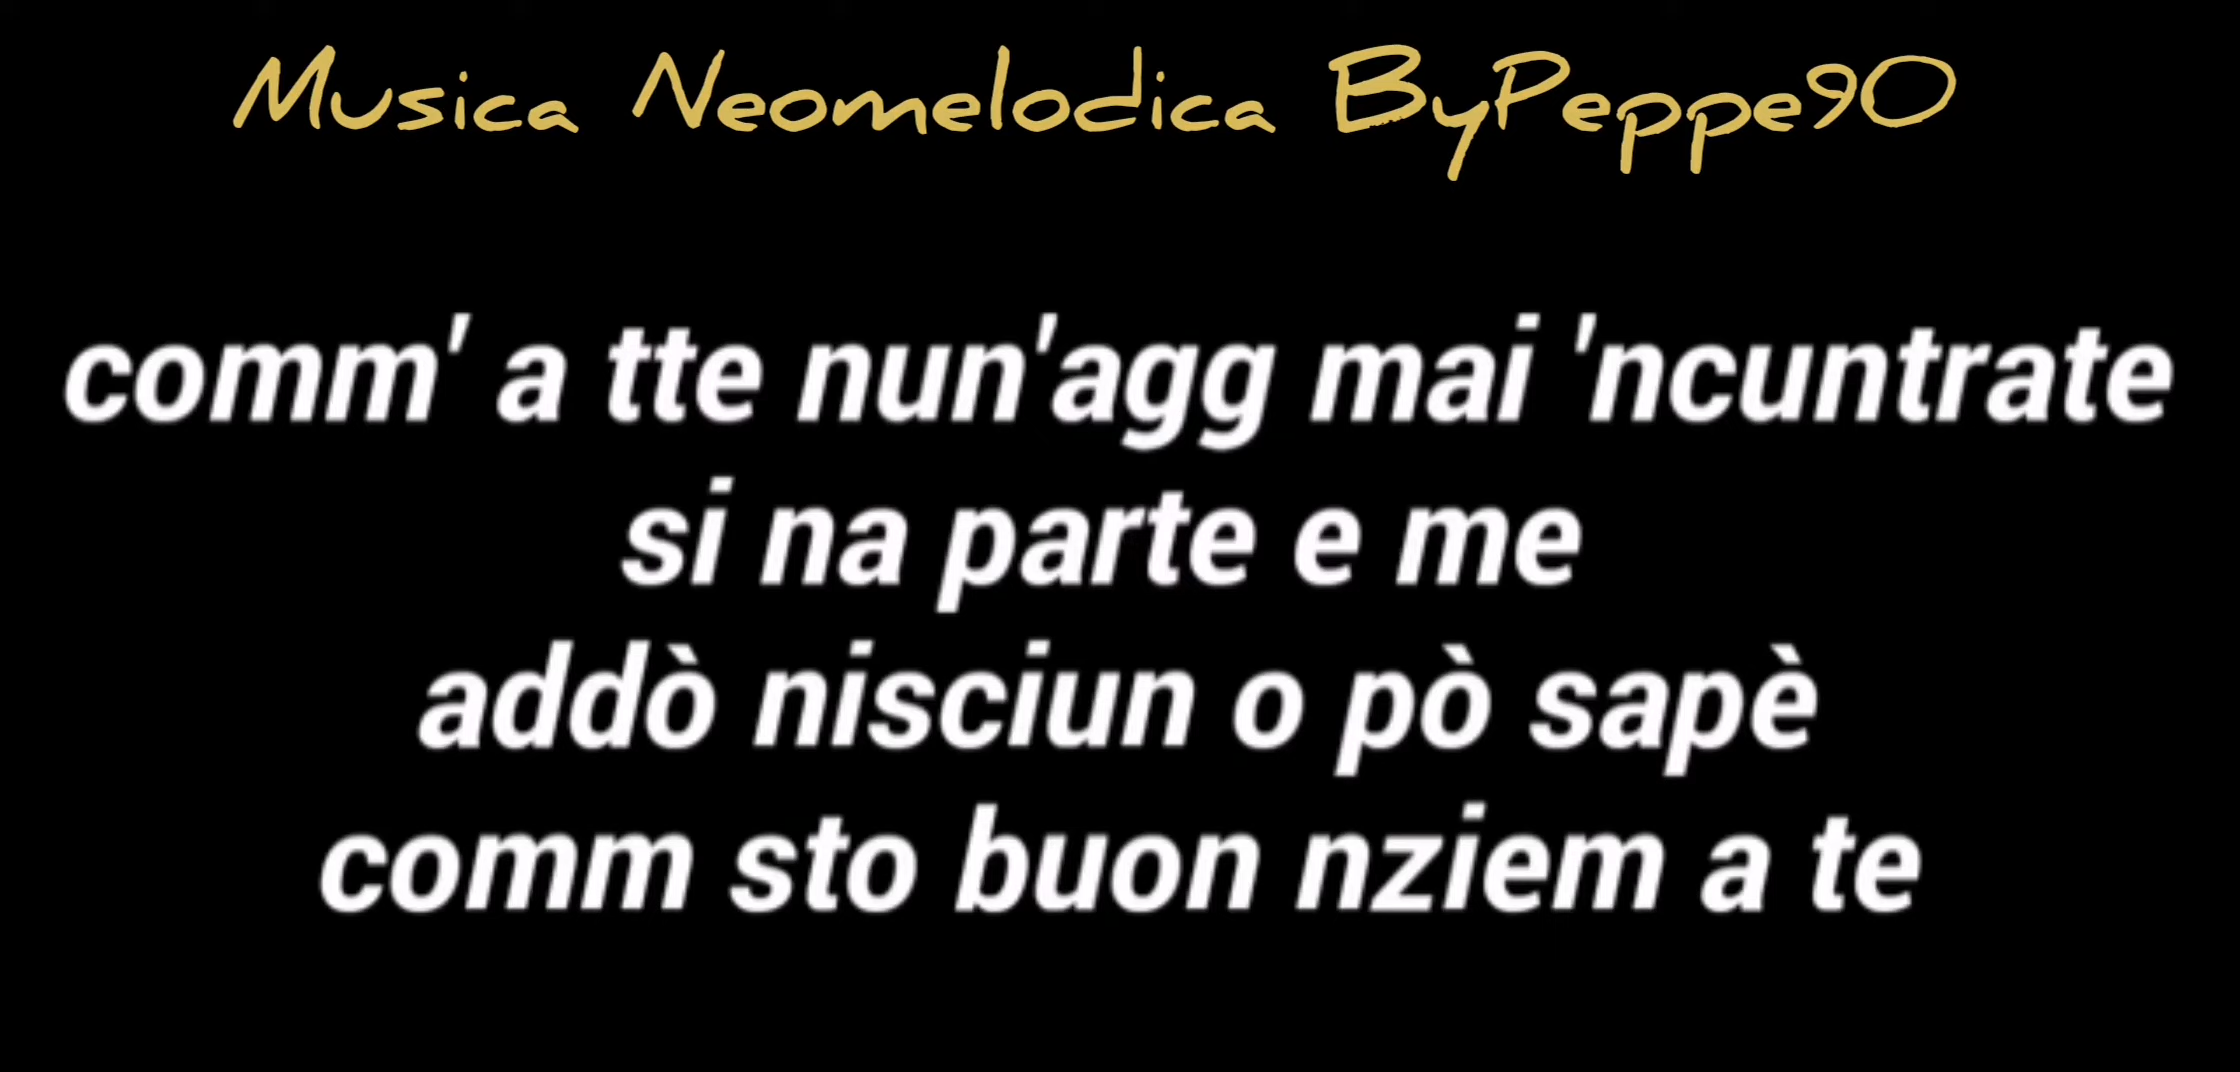 Musica Neomelodica ByPeppe90
comm' a tte nun'agg mai 'ncuntrate
si na parte e me
addò nisciun o pò sapè
comm sto buon nziem a te